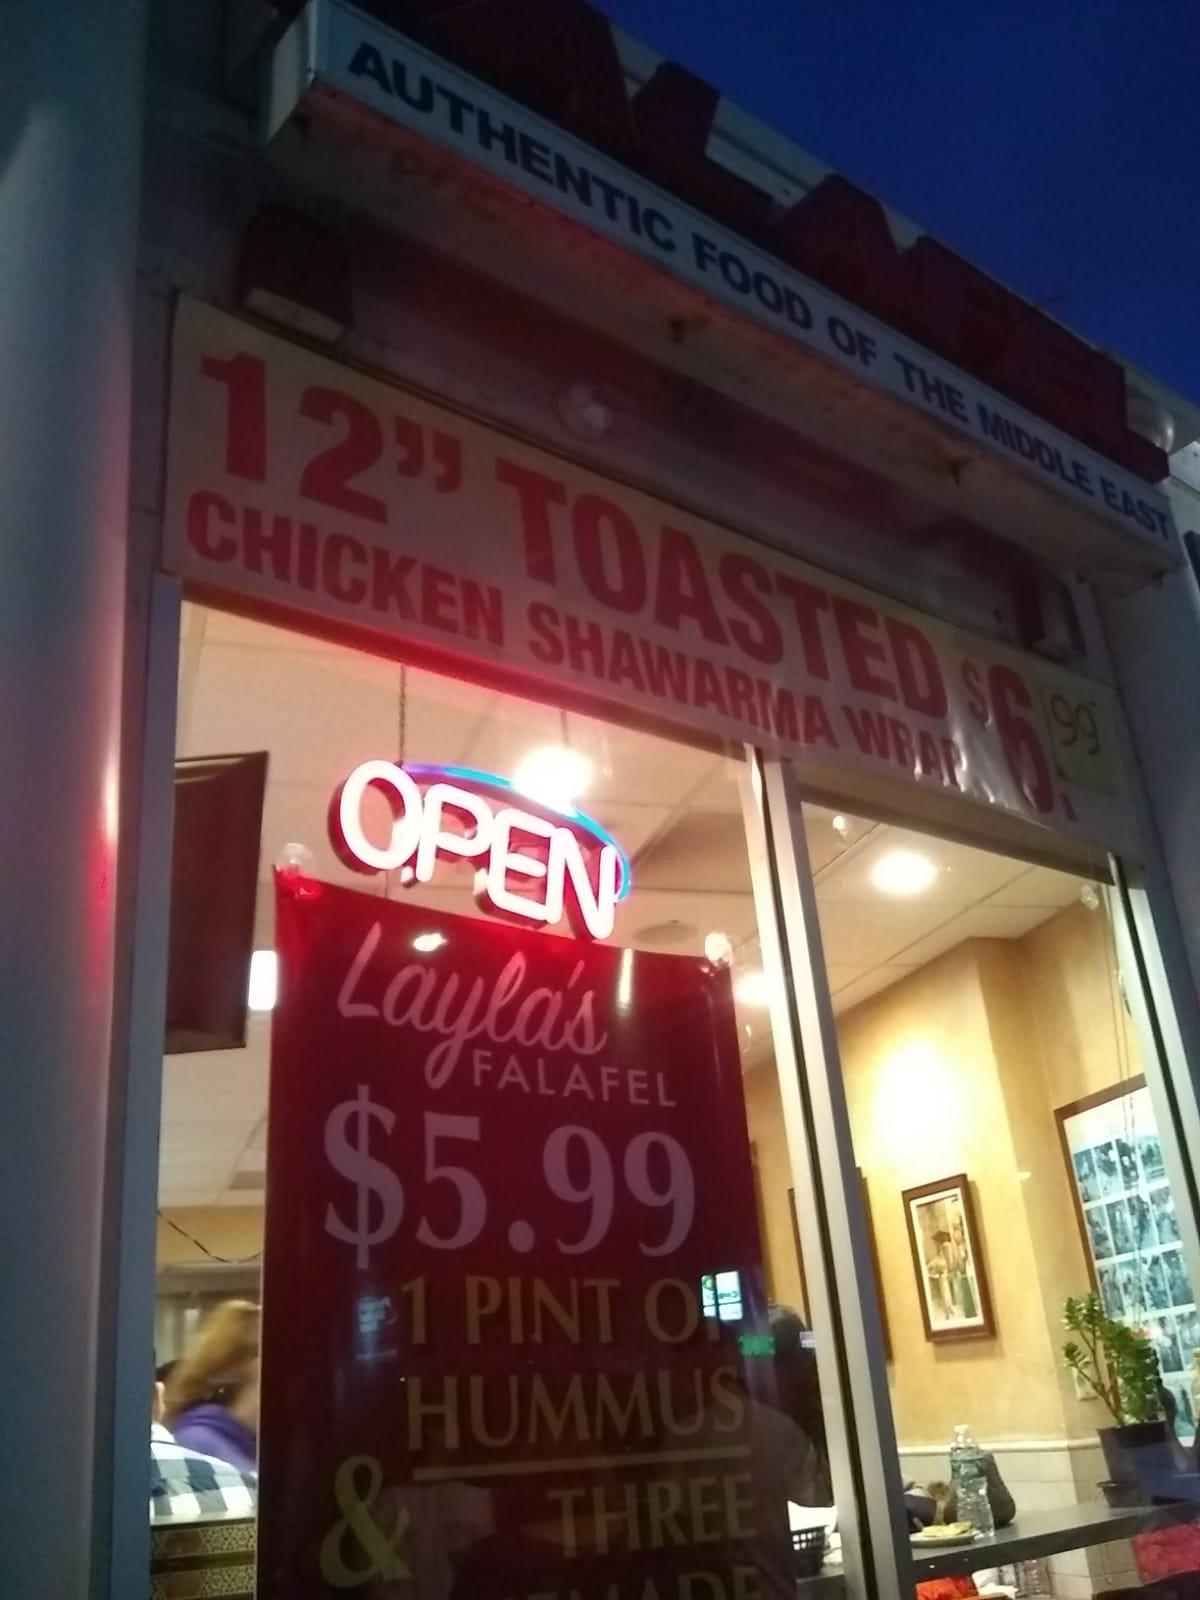 AUTHENTIC FOOD OF THE MIDDLE EAST
12" TOASTED $6.99
CHICKEN SHAWARMA WRAP
OPEN
Layla's
FALAFEL
$5.99
1 PINT OF
HUMMUS
& THREE